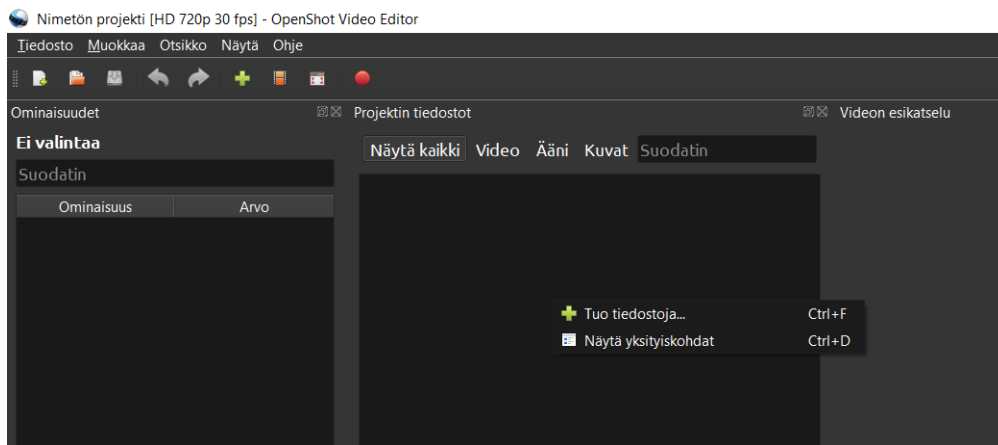 Nimetön projekti [HD 720p 30 fps] - OpenShot Video Editor
Tiedosto Muokkaa Otsikko Näytä Ohje
Ominaisuudet Projektin tiedostot Videon esikatselu
Ei valintaa
Näytä kaikki Video Ääni Kuvat Suodatin
Suodatin
Ominaisuus Arvo
Tuo tiedostoja... Ctrl+F
Näytä yksityiskohdat Ctrl+D